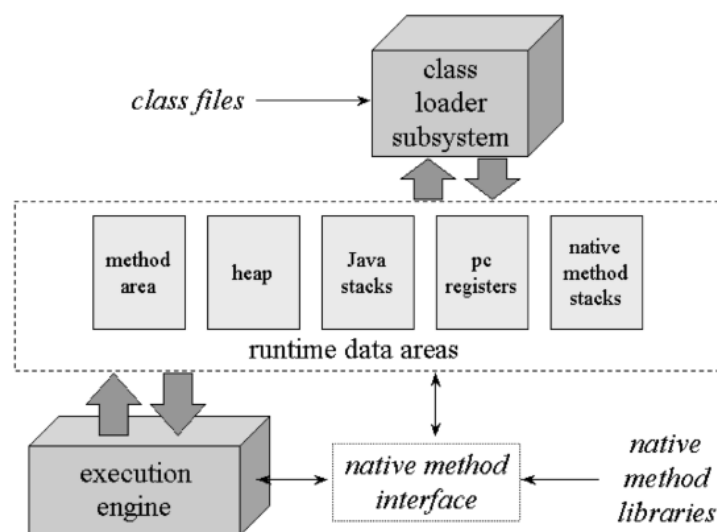 class
loader
subsystem
class files
method
area
heap
Java
stacks
pc
registers
native
method
stacks
runtime data areas
execution
engine
native method
interface
native
method
libraries